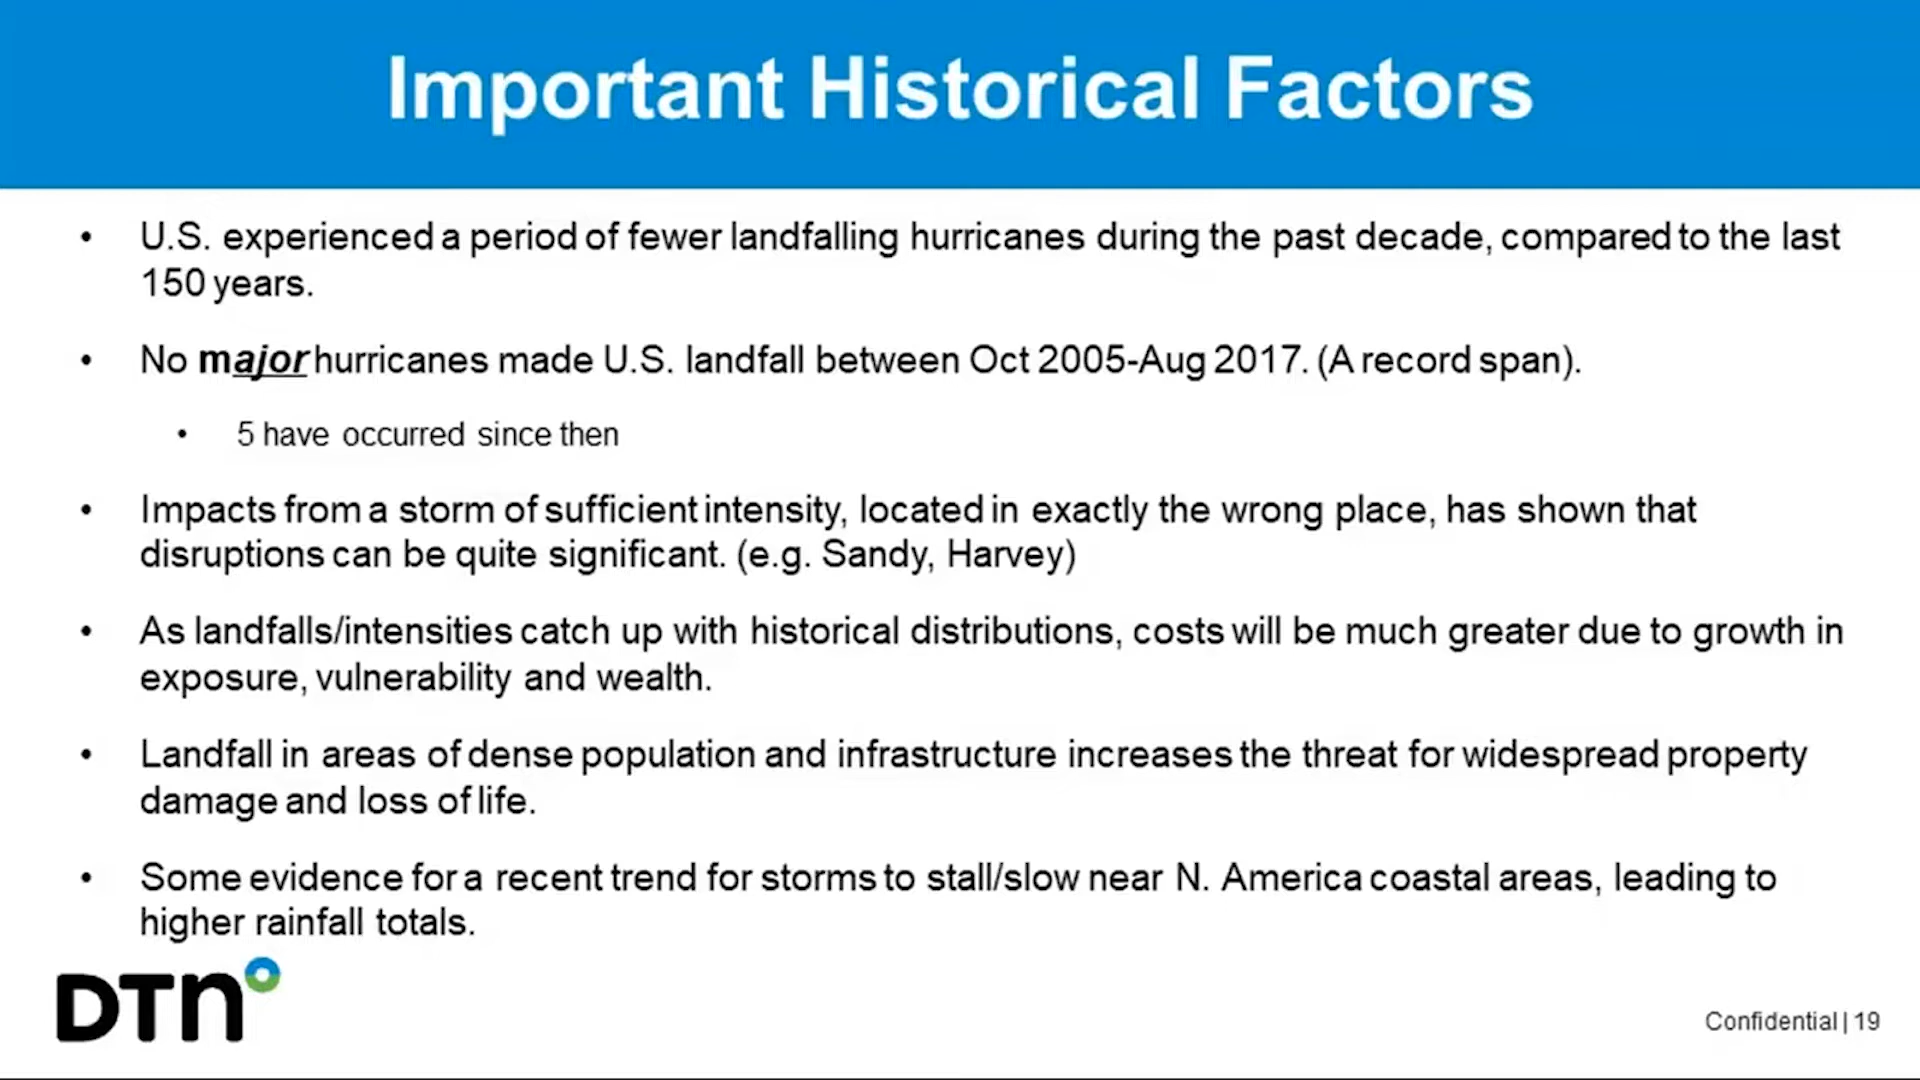 Important Historical Factors
• U.S. experienced a period of fewer landfalling hurricanes during the past decade, compared to the last
150 years.
• No major hurricanes made U.S. landfall between Oct 2005-Aug 2017. (A record span).
• 5 have occurred since then
• Impacts from a storm of sufficient intensity, located in exactly the wrong place, has shown that
disruptions can be quite significant. (e.g. Sandy, Harvey)
• As landfalls/intensities catch up with historical distributions, costs will be much greater due to growth in
exposure, vulnerability and wealth.
• Landfall in areas of dense population and infrastructure increases the threat for widespread property
damage and loss of life.
• Some evidence for a recent trend for storms to stall/slow near N. America coastal areas, leading to
higher rainfall totals.
DTN
Confidential | 19